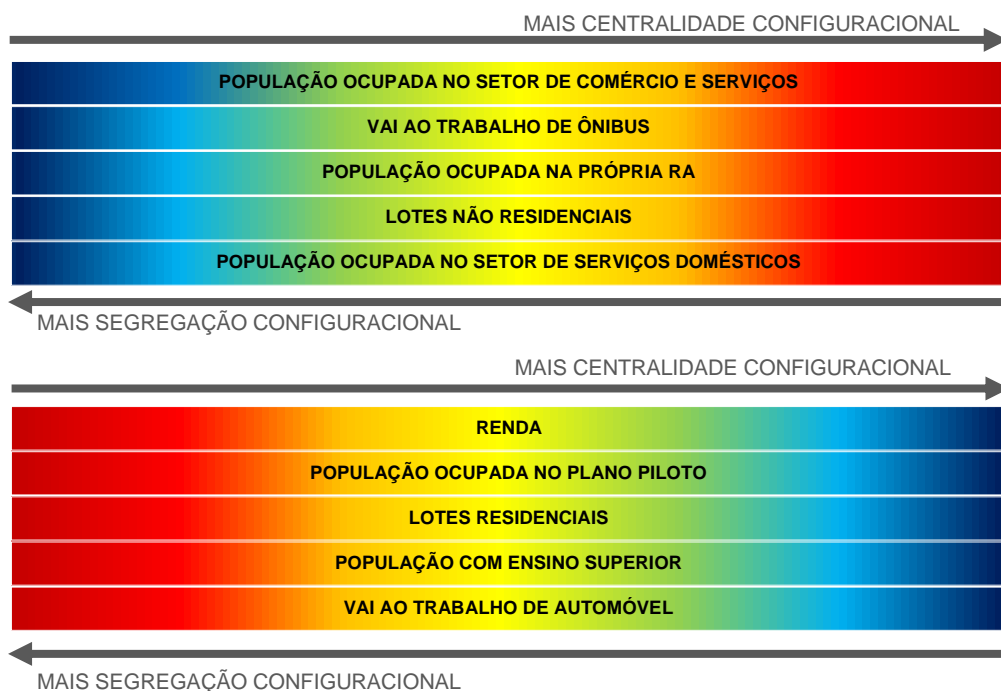 MAIS CENTRALIDADE CONFIGURACIONAL
POPULAÇÃO OCUPADA NO SETOR DE COMÉRCIO E SERVIÇOS
VAI AO TRABALHO DE ÔNIBUS
POPULAÇÃO OCUPADA NA PRÓPRIA RA
LOTES NÃO RESIDENCIAIS
POPULAÇÃO OCUPADA NO SETOR DE SERVIÇOS DOMÉSTICOS
MAIS SEGREGAÇÃO CONFIGURACIONAL
MAIS CENTRALIDADE CONFIGURACIONAL
RENDA
POPULAÇÃO OCUPADA NO PLANO PILOTO
LOTES RESIDENCIAIS
POPULAÇÃO COM ENSINO SUPERIOR
VAI AO TRABALHO DE AUTOMÓVEL
MAIS SEGREGAÇÃO CONFIGURACIONAL